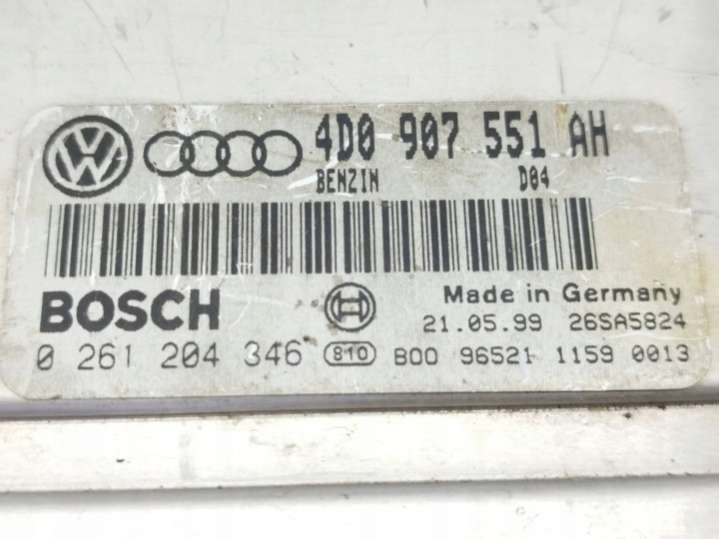 4D0 907 551 AH
BENZIN D04
BOSCH
Made in Germany
21.05.99 26SA5824
0 261 204 346 810 B00 96521 1159 0013